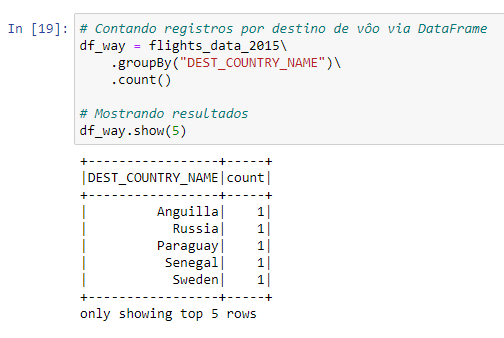 In [19]: # Contando registros por destino de vôo via DataFrame
df_way = flights_data_2015\
    .groupBy("DEST_COUNTRY_NAME")\
    .count()

# Mostrando resultados
df_way.show(5)

+-----------------+-----+
|DEST_COUNTRY_NAME|count|
+-----------------+-----+
|         Anguilla|    1|
|           Russia|    1|
|         Paraguay|    1|
|          Senegal|    1|
|           Sweden|    1|
+-----------------+-----+
only showing top 5 rows